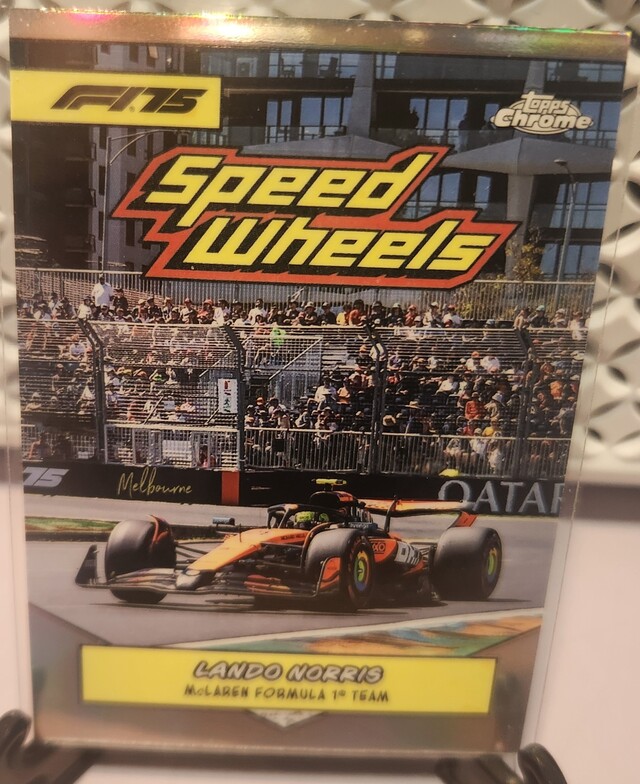 F1 75
topps
Chrome
Speed
Wheels
75
Melbourne
QATAR
LANDO NORRIS
McLAREN FORMULA 1® TEAM